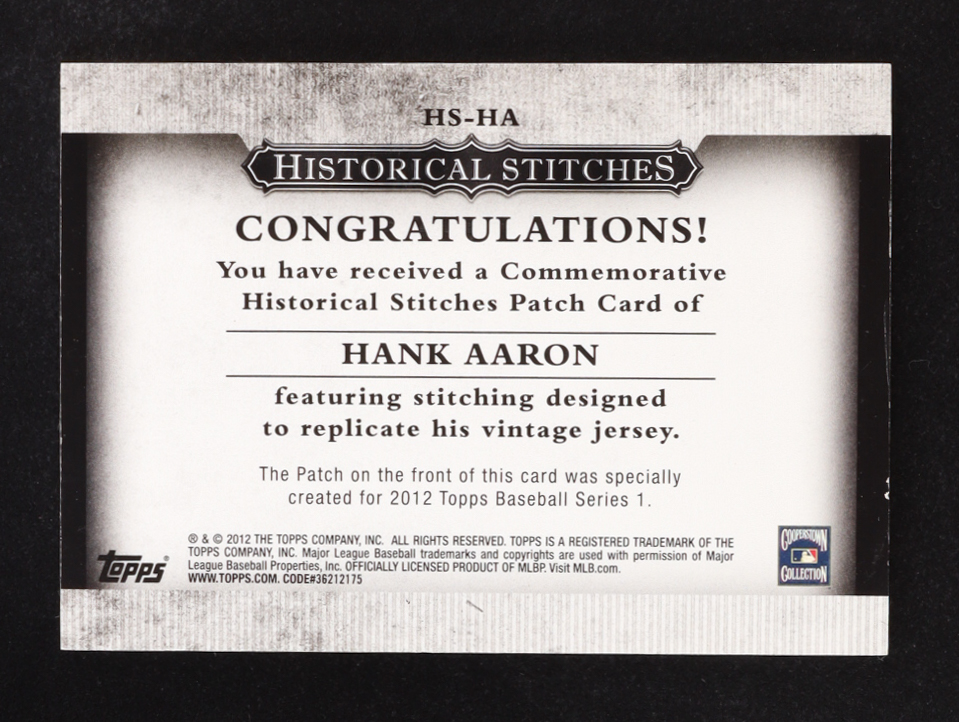 HS-HA
HISTORICAL STITCHES
CONGRATULATIONS!
You have received a Commemorative
Historical Stitches Patch Card of
HANK AARON
featuring stitching designed
to replicate his vintage jersey.
The Patch on the front of this card was specially
created for 2012 Topps Baseball Series 1.
® & © 2012 THE TOPPS COMPANY, INC. ALL RIGHTS RESERVED. TOPPS IS A REGISTERED TRADEMARK OF THE
TOPPS COMPANY, INC. Major League Baseball trademarks and copyrights are used with permission of Major
League Baseball Properties, Inc. OFFICIALLY LICENSED PRODUCT OF MLBP. Visit MLB.com.
WWW.TOPPS.COM. CODE#36212175
Topps®
COOPERSTOWN
COLLECTION